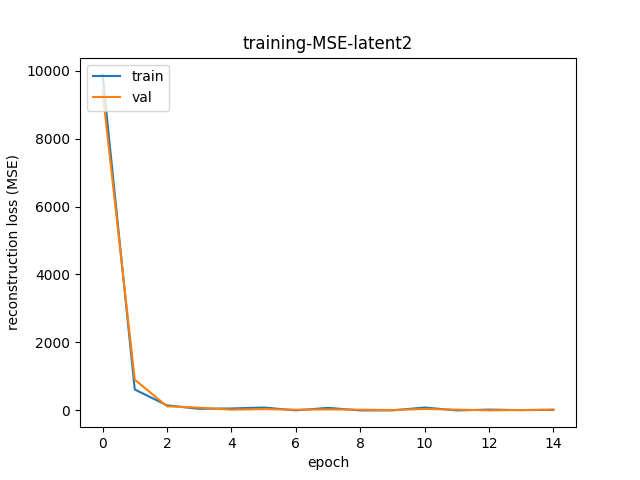 training-MSE-latent2
train
val
reconstruction loss (MSE)
10000
8000
6000
4000
2000
0
0 2 4 6 8 10 12 14
epoch